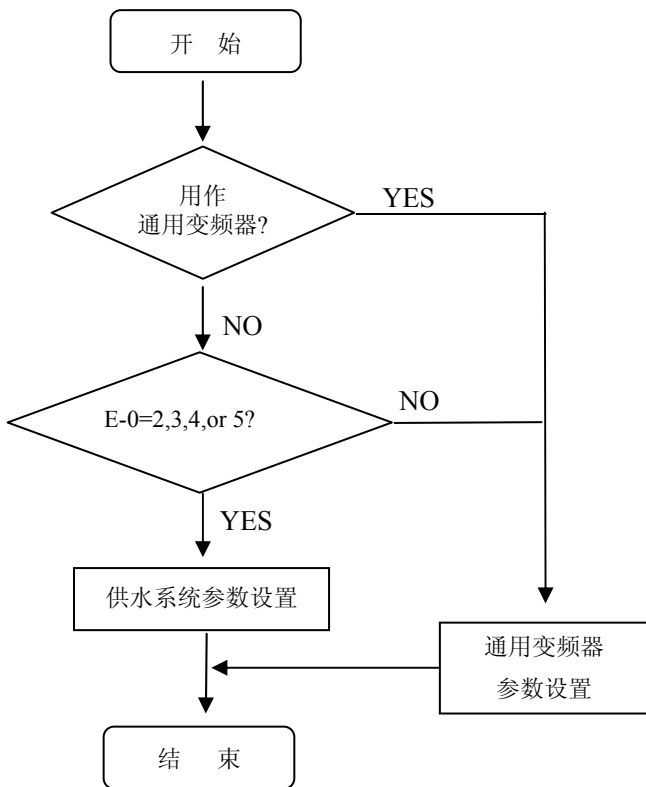 开 始
用作
通用变频器?
YES
NO
E-0=2,3,4,or 5?
NO
YES
供水系统参数设置
通用变频器
参数设置
结 束